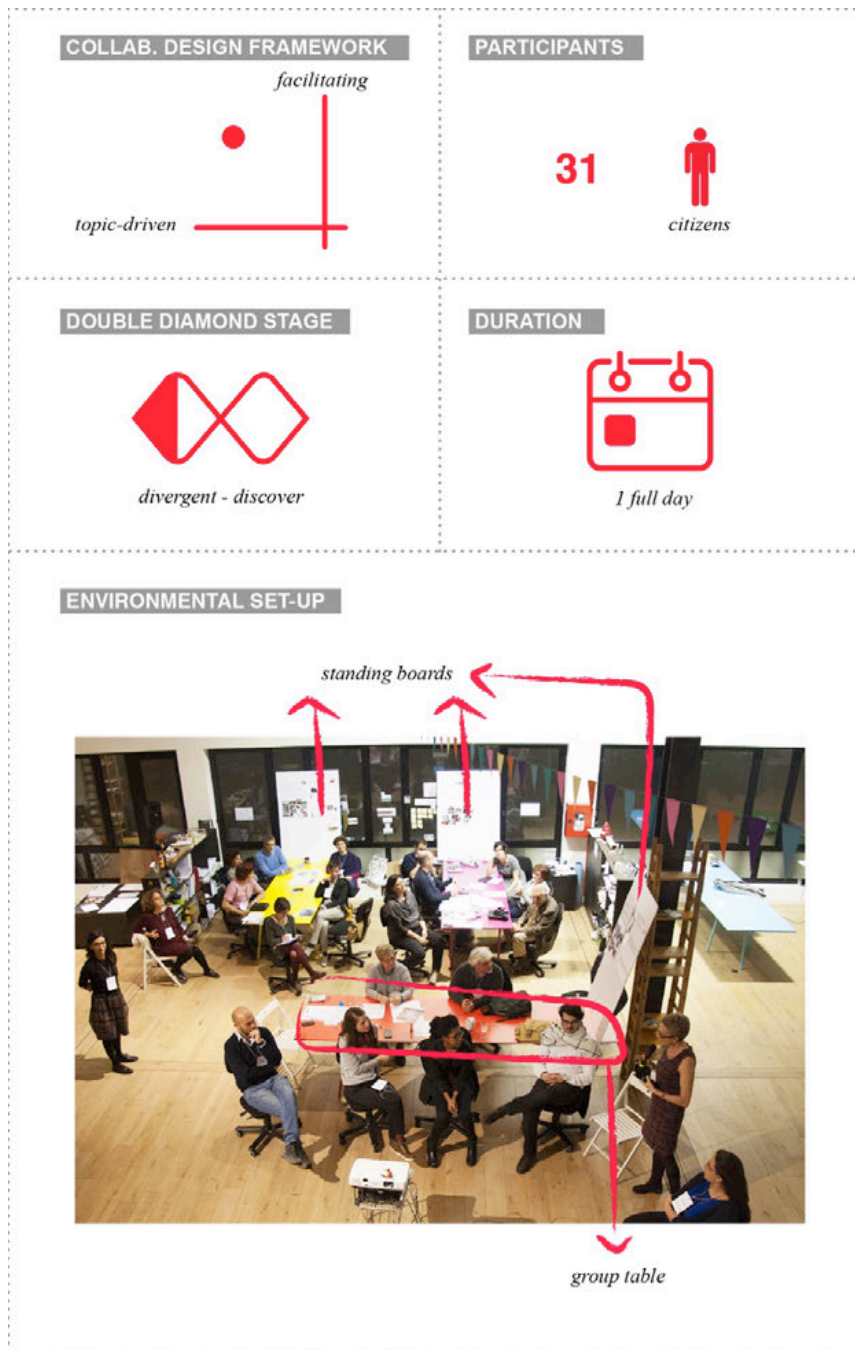 COLLAB. DESIGN FRAMEWORK
facilitating
topic-driven
PARTICIPANTS
31
citizens
DOUBLE DIAMOND STAGE
divergent - discover
DURATION
1 full day
ENVIRONMENTAL SET-UP
standing boards
group table